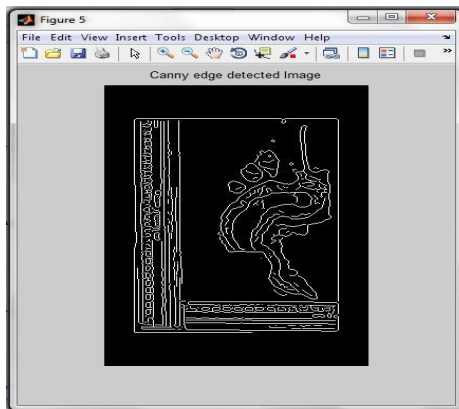 Figure 5
File Edit View Insert Tools Desktop Window Help
Canny edge detected Image